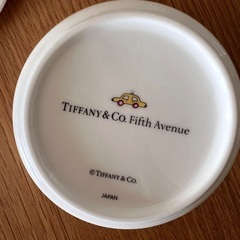 TIFFANY & CO. Fifth Avenue
© TIFFANY & CO.
JAPAN